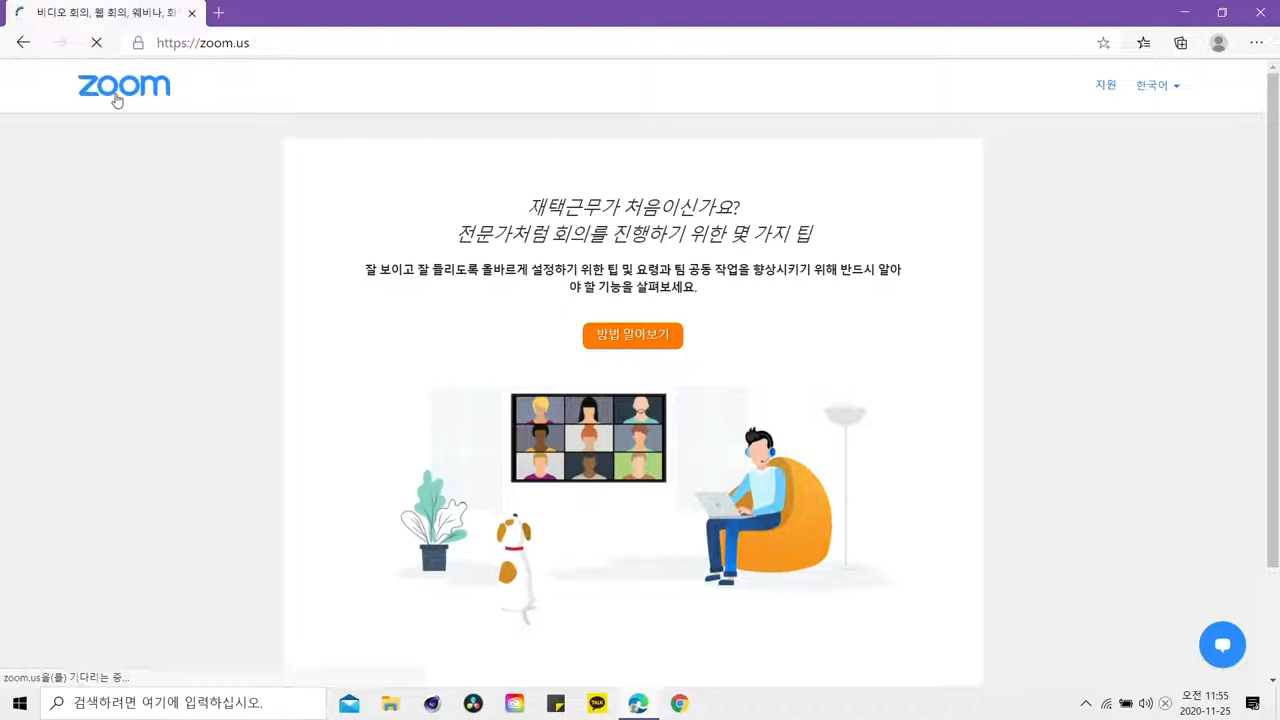 비디오 회의, 웹 회의, 웨비나, 화
https://zoom.us
zoom
지원
한국어
재택근무가 처음이신가요?
전문가처럼 회의를 진행하기 위한 몇 가지 팁
잘 보이고 잘 들리도록 올바르게 설정하기 위한 팁 및 요령과 팀 공동 작업을 향상시키기 위해 반드시 알아
야 할 기능을 살펴보세요.
방법 알아보기
zoom.us을(를) 기다리는 중...
검색하려면 여기에 입력하십시오.
TALK
오전 11:55
2020-11-25